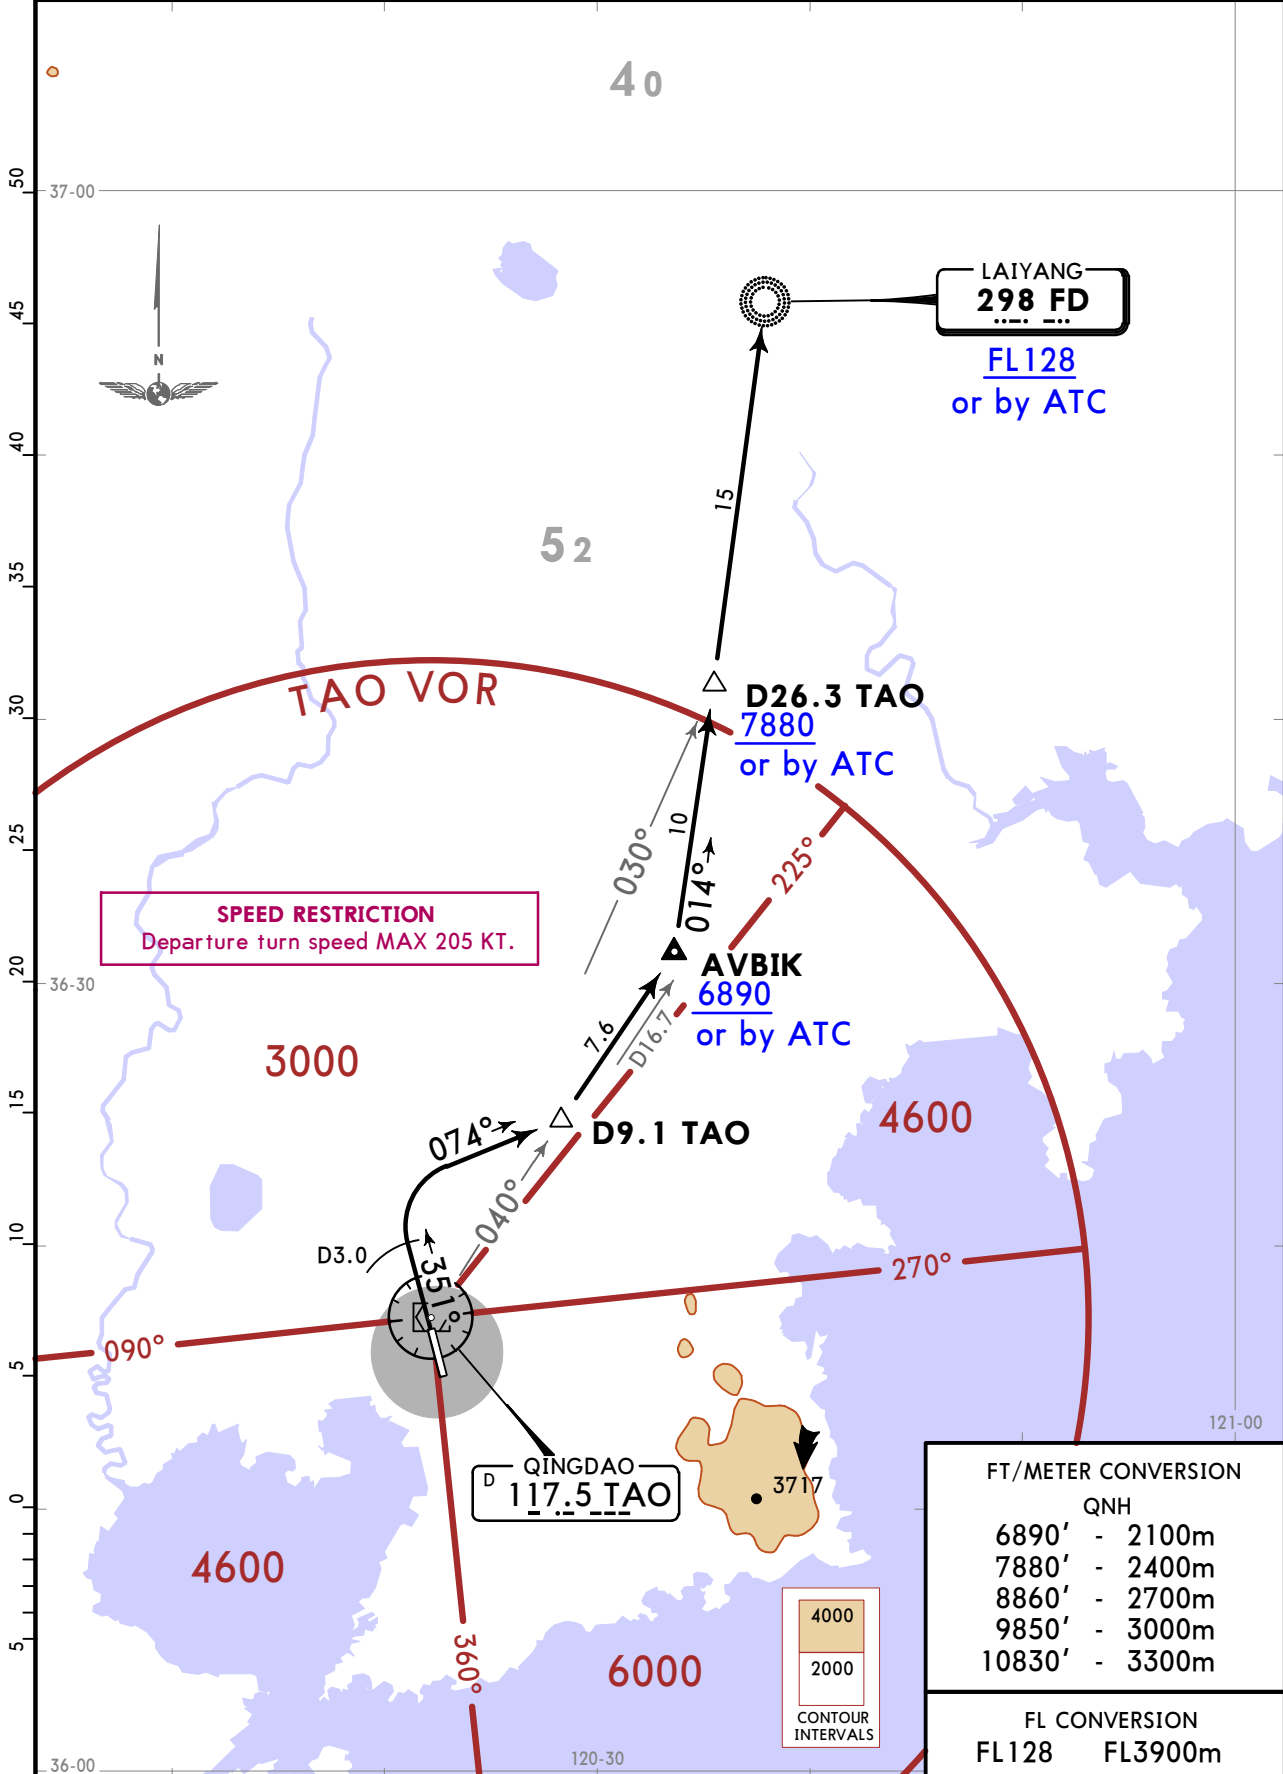 4 0
50
37-00
LAIYANG
298 FD
FL128
or by ATC
N
45
40
15
5 2
35
TAO VOR
D26.3 TAO
7880
or by ATC
30
030°
10
25
225°
014°
SPEED RESTRICTION
Departure turn speed MAX 205 KT.
AVBIK
6890
or by ATC
20
36-30
7.6
D16.7
3000
15
4600
D9.1 TAO
074°
040°
10
D3.0
351°
270°
090°
5
121-00
QINGDAO
D 117.5 TAO
3717
0
4600
5
360°
6000
4000
2000
CONTOUR
INTERVALS
FT/METER CONVERSION
QNH
6890' - 2100m
7880' - 2400m
8860' - 2700m
9850' - 3000m
10830' - 3300m
FL CONVERSION
FL128 FL3900m
36-00
120-30